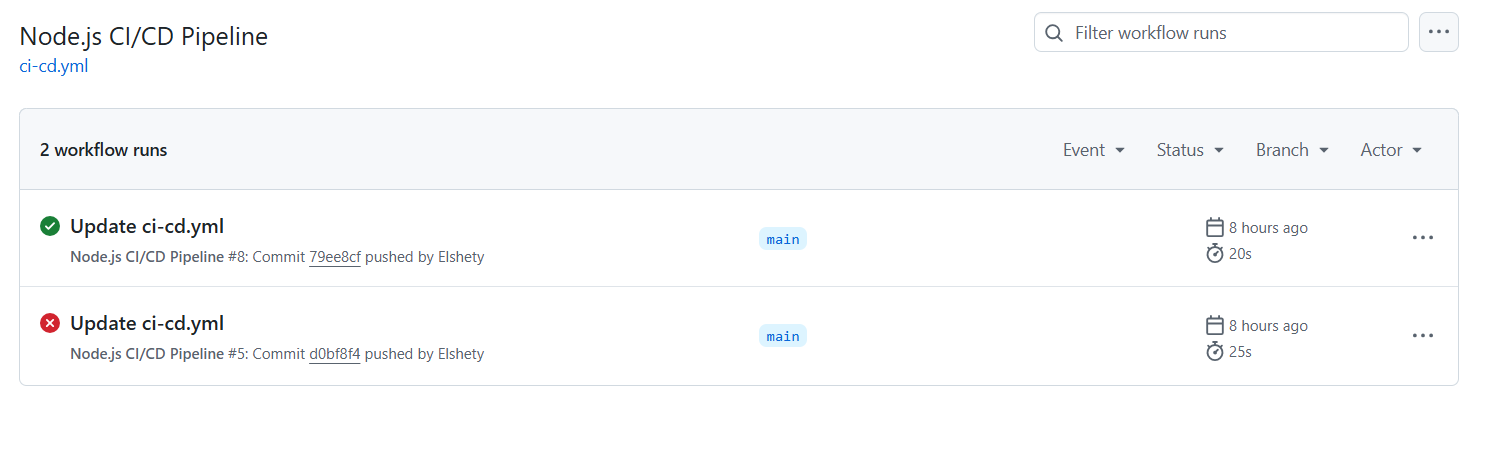 Node.js CI/CD Pipeline
Filter workflow runs
ci-cd.yml
2 workflow runs
Event Status Branch Actor
Update ci-cd.yml
Node.js CI/CD Pipeline #8: Commit 79ee8cf pushed by Elshety
main
8 hours ago
20s
Update ci-cd.yml
Node.js CI/CD Pipeline #5: Commit d0bf8f4 pushed by Elshety
main
8 hours ago
25s